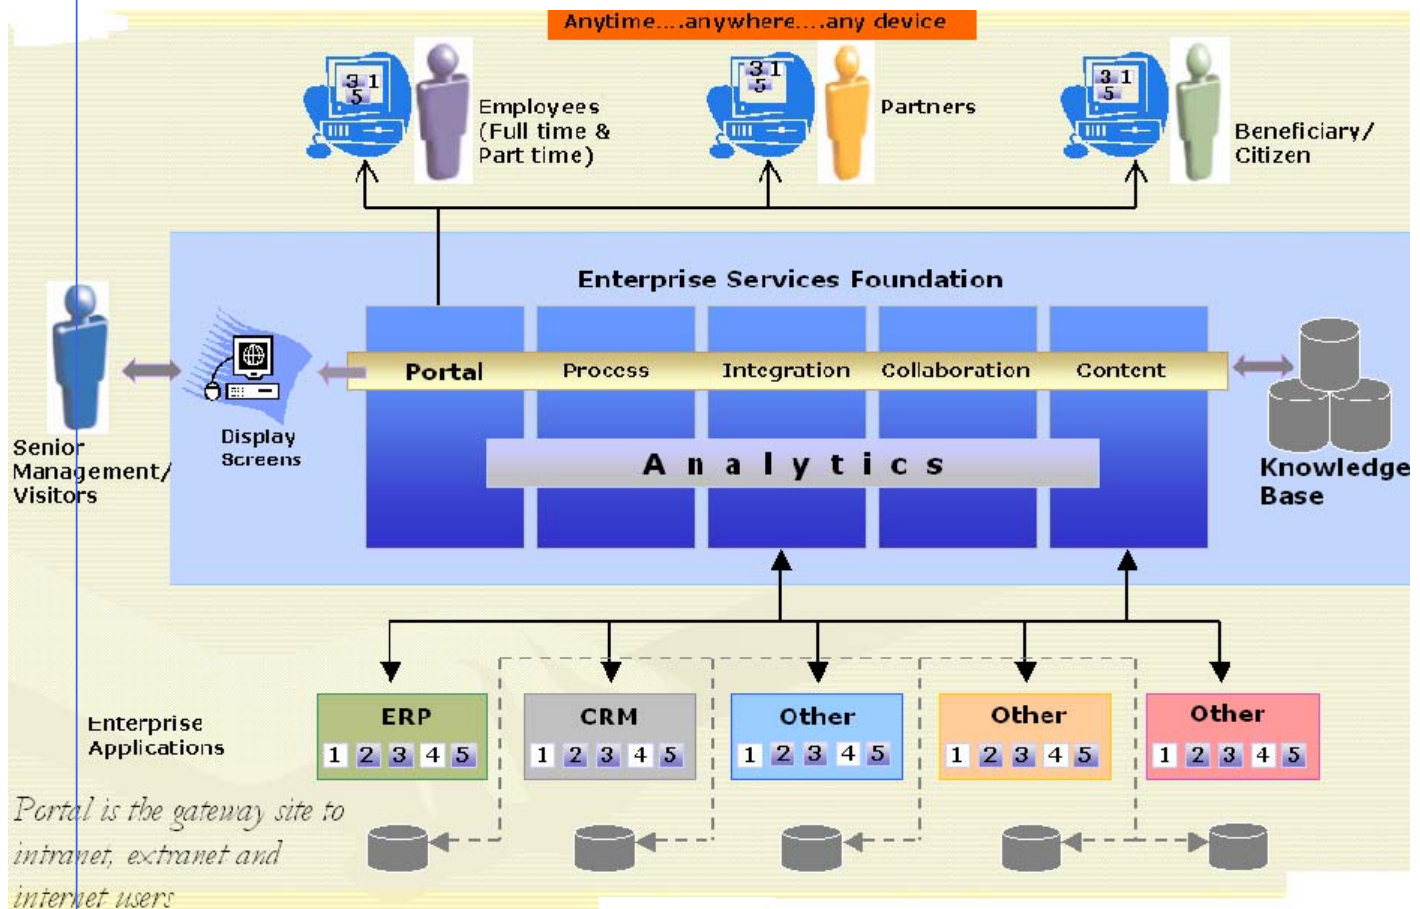 Anytime....anywhere....any device
3 1
5
Employees
(Full time &
Part time)
3 1
5
Partners
3 1
5
Beneficiary/
Citizen
Enterprise Services Foundation
Portal
Process
Integration
Collaboration
Content
Display
Screens
Analytics
Senior
Management/
Visitors
Knowledge
Base
Enterprise
Applications
ERP
1 2 3 4 5
CRM
1 2 3 4 5
Other
1 2 3 4 5
Other
1 2 3 4 5
Other
1 2 3 4 5
Portal is the gateway site to
intranet, extranet and
internet users